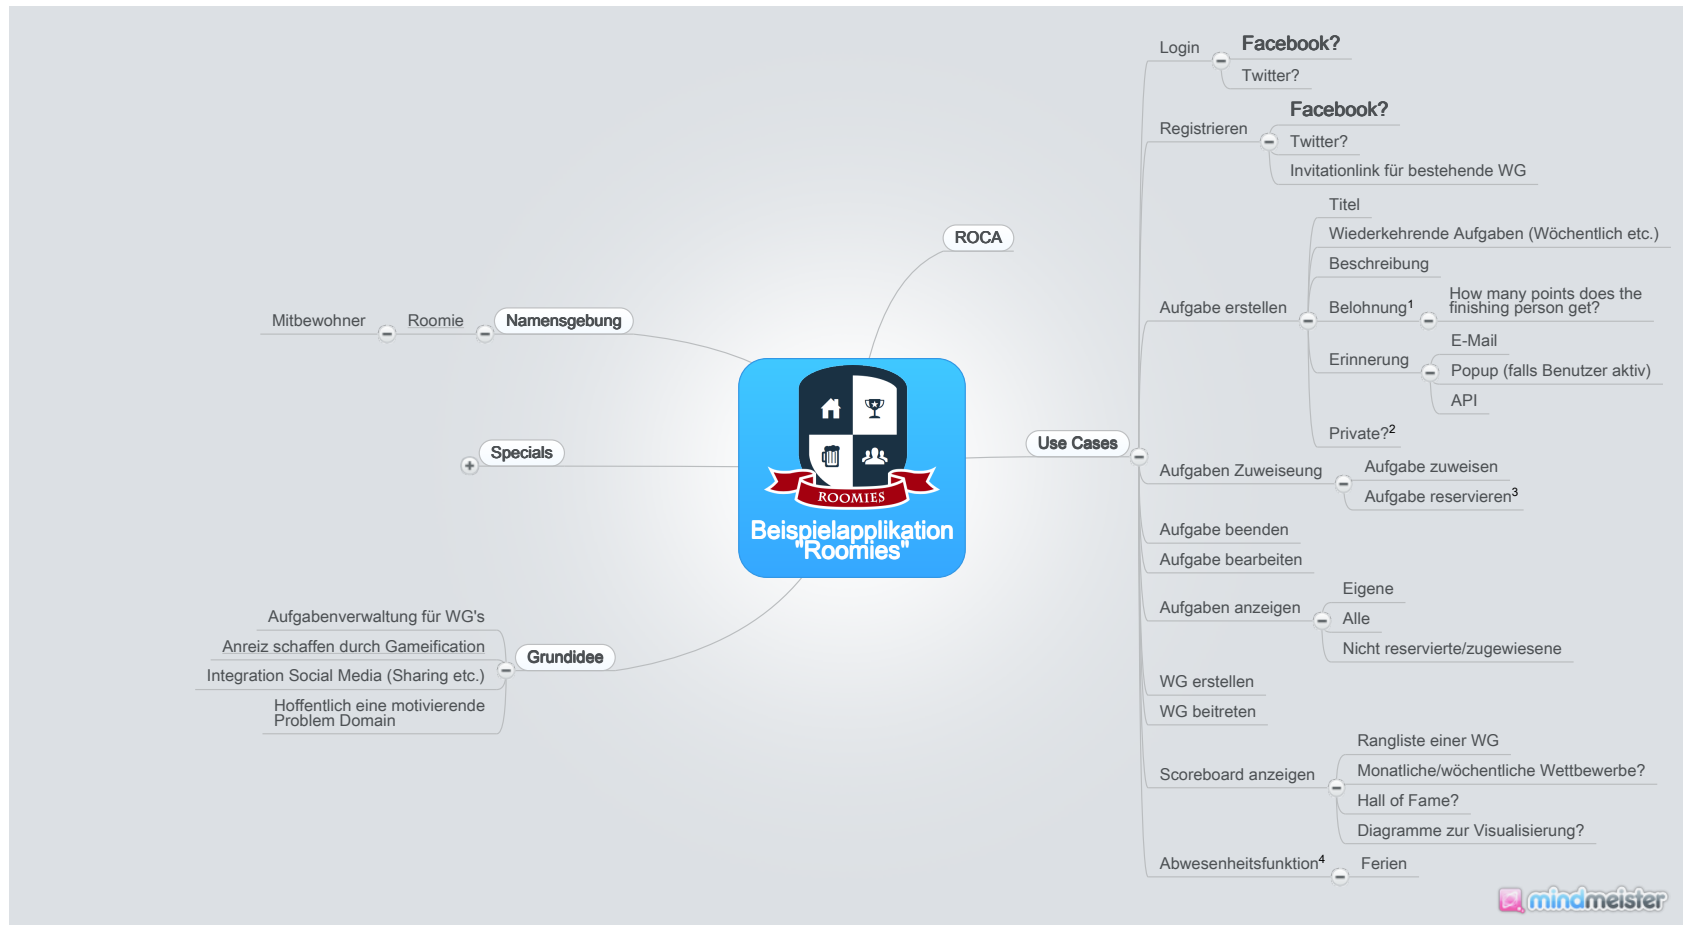 ROCA
Namensgebung
Roomie
Mitbewohner
Specials
Grundidee
Aufgabenverwaltung für WG's
Anreiz schaffen durch Gameification
Integration Social Media (Sharing etc.)
Hoffentlich eine motivierende
Problem Domain
ROOMIES
Beispielapplikation
"Roomies"
Use Cases
Login
Facebook?
Twitter?
Registrieren
Facebook?
Twitter?
Invitationlink für bestehende WG
Aufgabe erstellen
Titel
Wiederkehrende Aufgaben (Wöchentlich etc.)
Beschreibung
Belohnung¹
How many points does the
finishing person get?
Erinnerung
E-Mail
Popup (falls Benutzer aktiv)
API
Private?²
Aufgaben Zuweiseung
Aufgabe zuweisen
Aufgabe reservieren³
Aufgabe beenden
Aufgabe bearbeiten
Aufgaben anzeigen
Eigene
Alle
Nicht reservierte/zugewiesene
WG erstellen
WG beitreten
Scoreboard anzeigen
Rangliste einer WG
Monatliche/wöchentliche Wettbewerbe?
Hall of Fame?
Diagramme zur Visualisierung?
Abwesenheitsfunktion⁴
Ferien
mindmeister